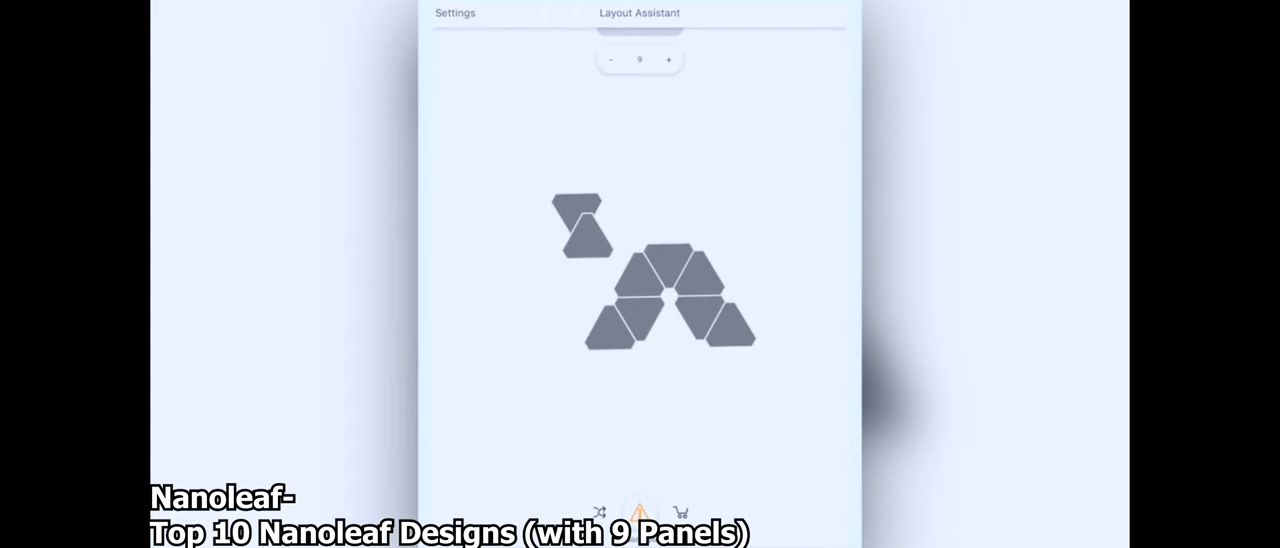 Settings
Layout Assistant
- 9 +
Nanoleaf-
Top 10 Nanoleaf Designs (with 9 Panels)